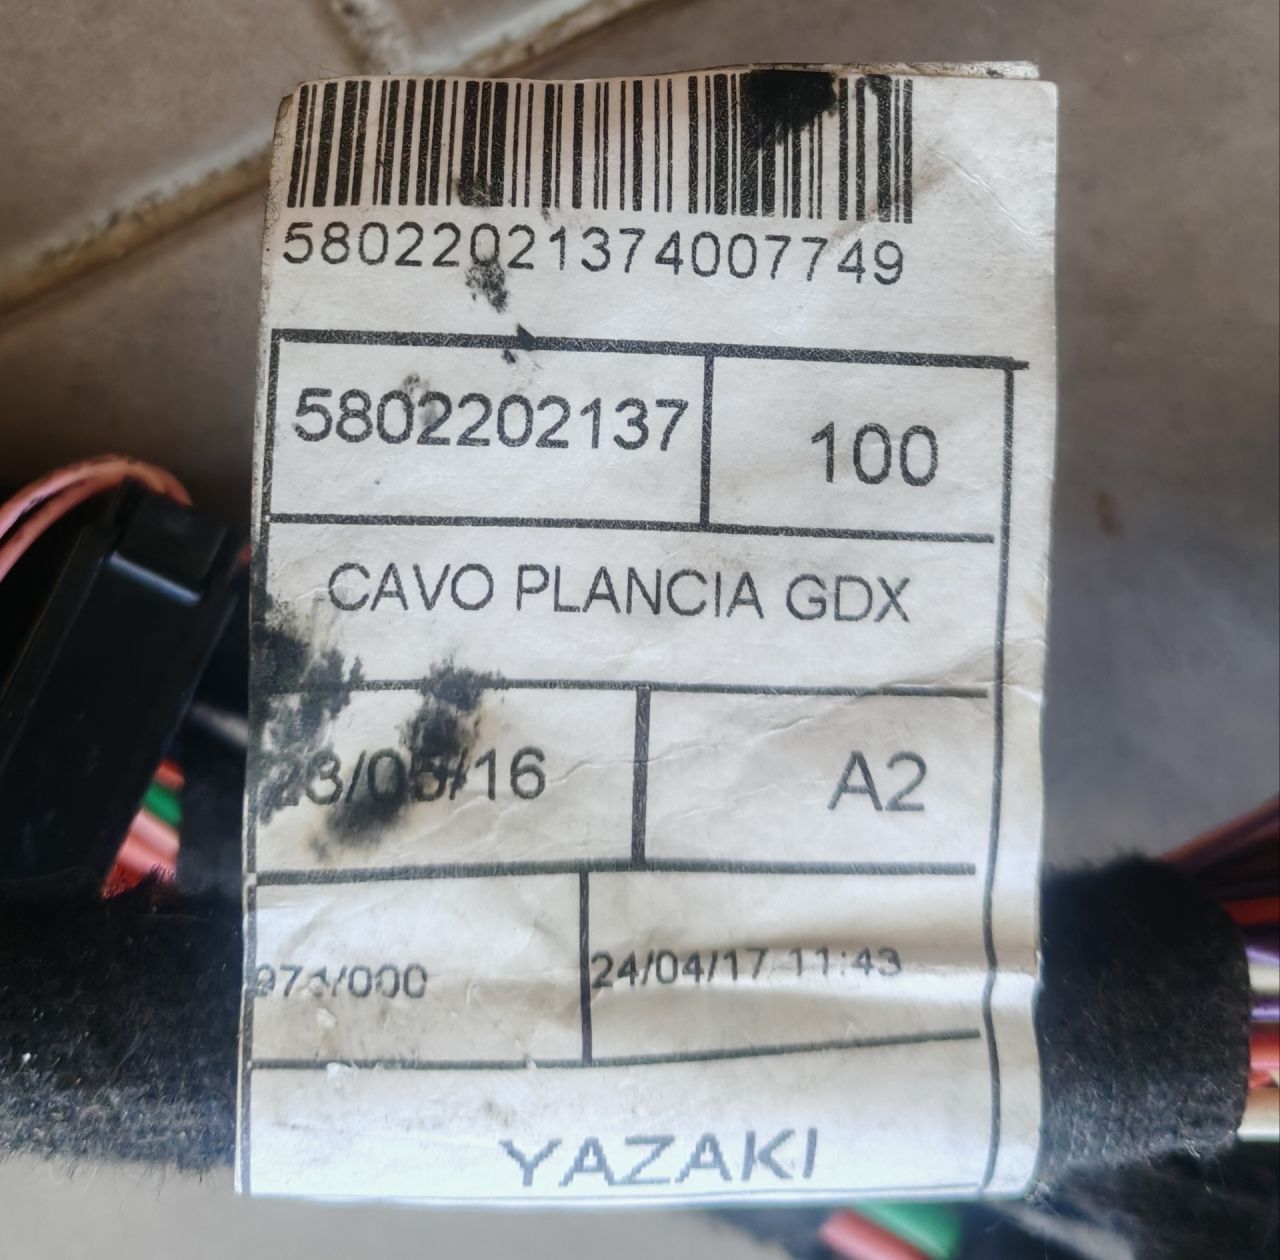 58022021374007749
5802202137 100
CAVO PLANCIA GDX
A2
24/04/17 11:43
YAZAKI